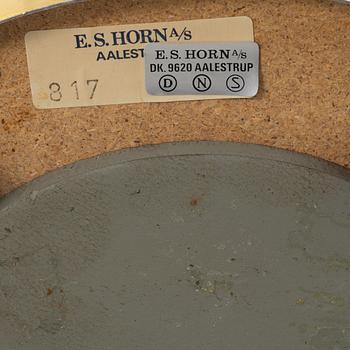 E.S.HORN A/S
AALEST
817
E.S. HORN A/S
DK. 9620 AALESTRUP
D N S